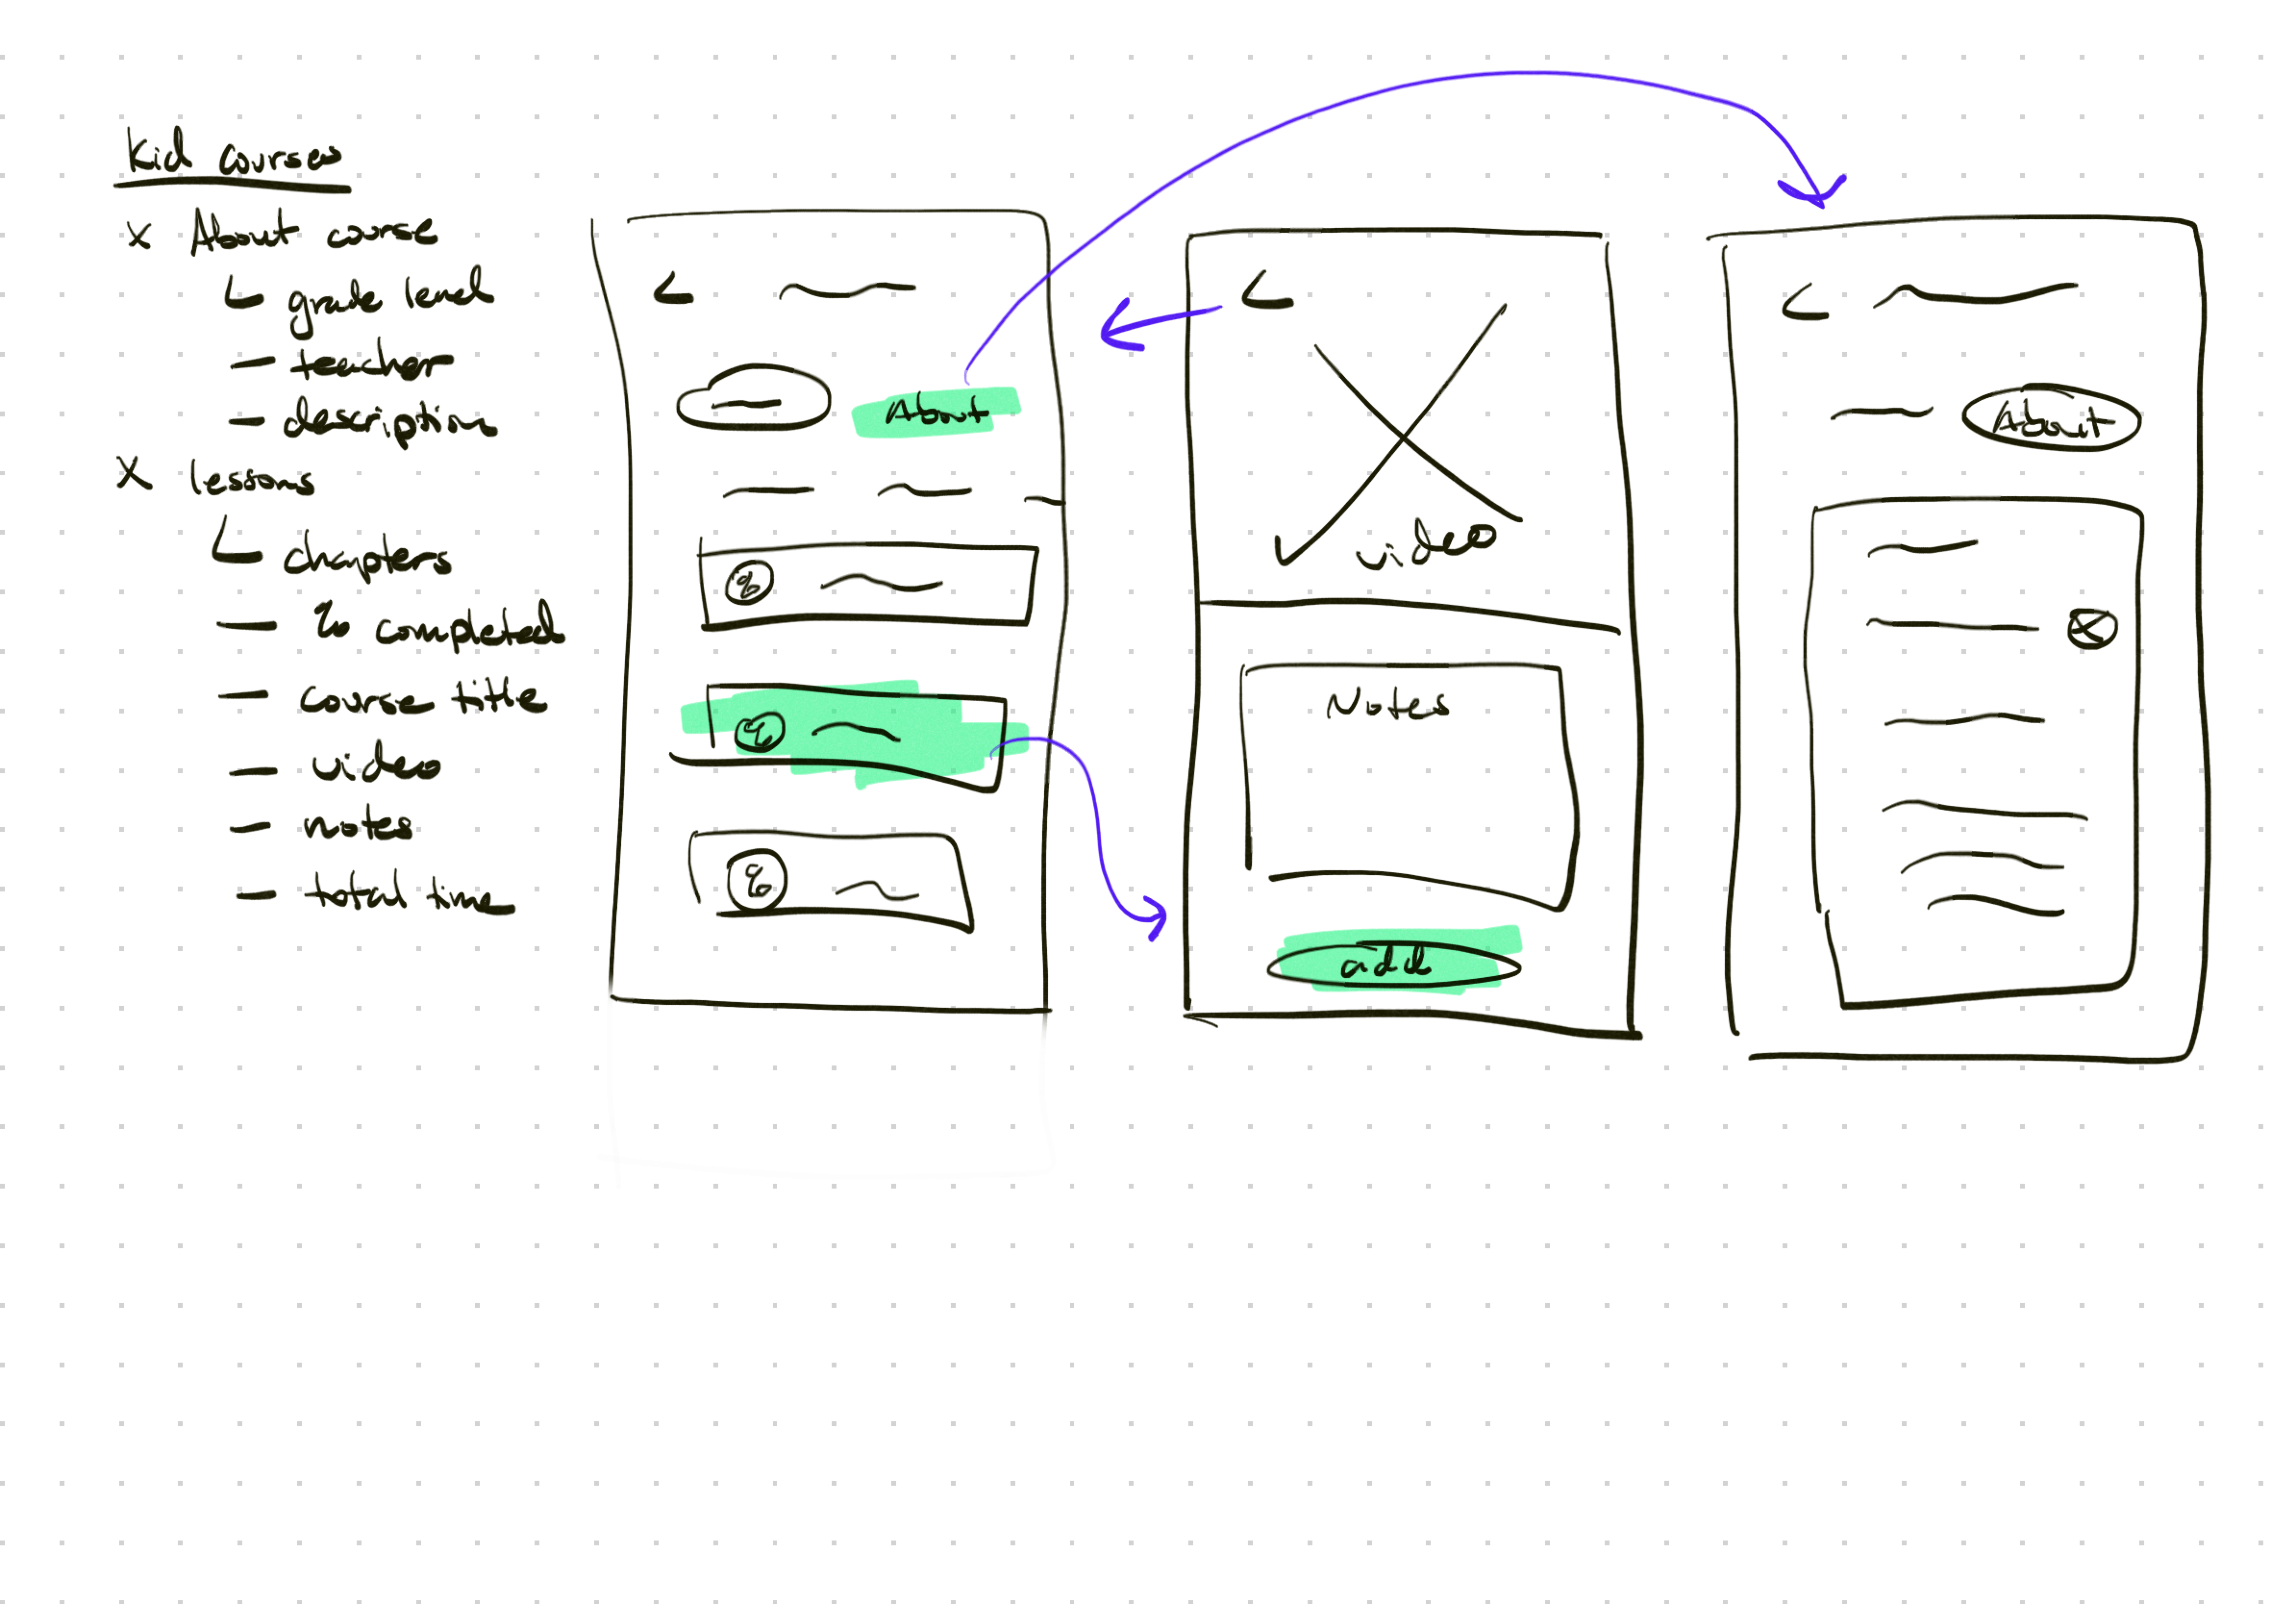 Kid courses
x About course
grade level
— teacher
— description
x lessons
chapters
— % completed
— course title
— video
— notes
— total time
About
%
%
%
video
Notes
add
About